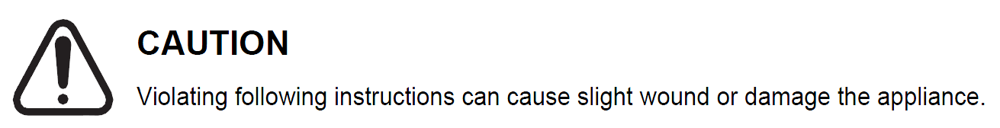 CAUTION
Violating following instructions can cause slight wound or damage the appliance.